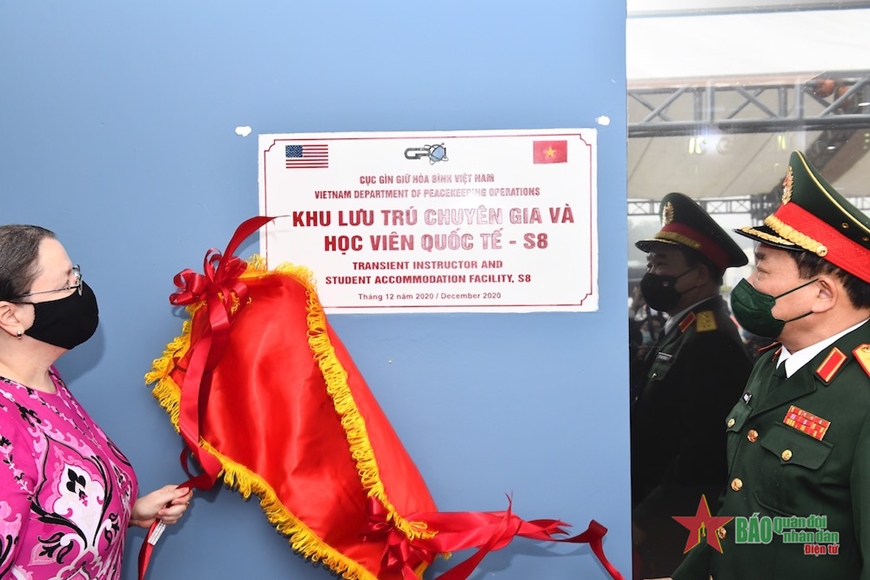 CỤC GÌN GIỮ HÒA BÌNH VIỆT NAM
VIETNAM DEPARTMENT OF PEACEKEEPING OPERATIONS
KHU LƯU TRÚ CHUYÊN GIA VÀ
HỌC VIÊN QUỐC TẾ - S8
TRANSIENT INSTRUCTOR AND
STUDENT ACCOMMODATION FACILITY, S8
Tháng 12 năm 2020 / December 2020
BÁO quân đội
nhân dân
Điện tử